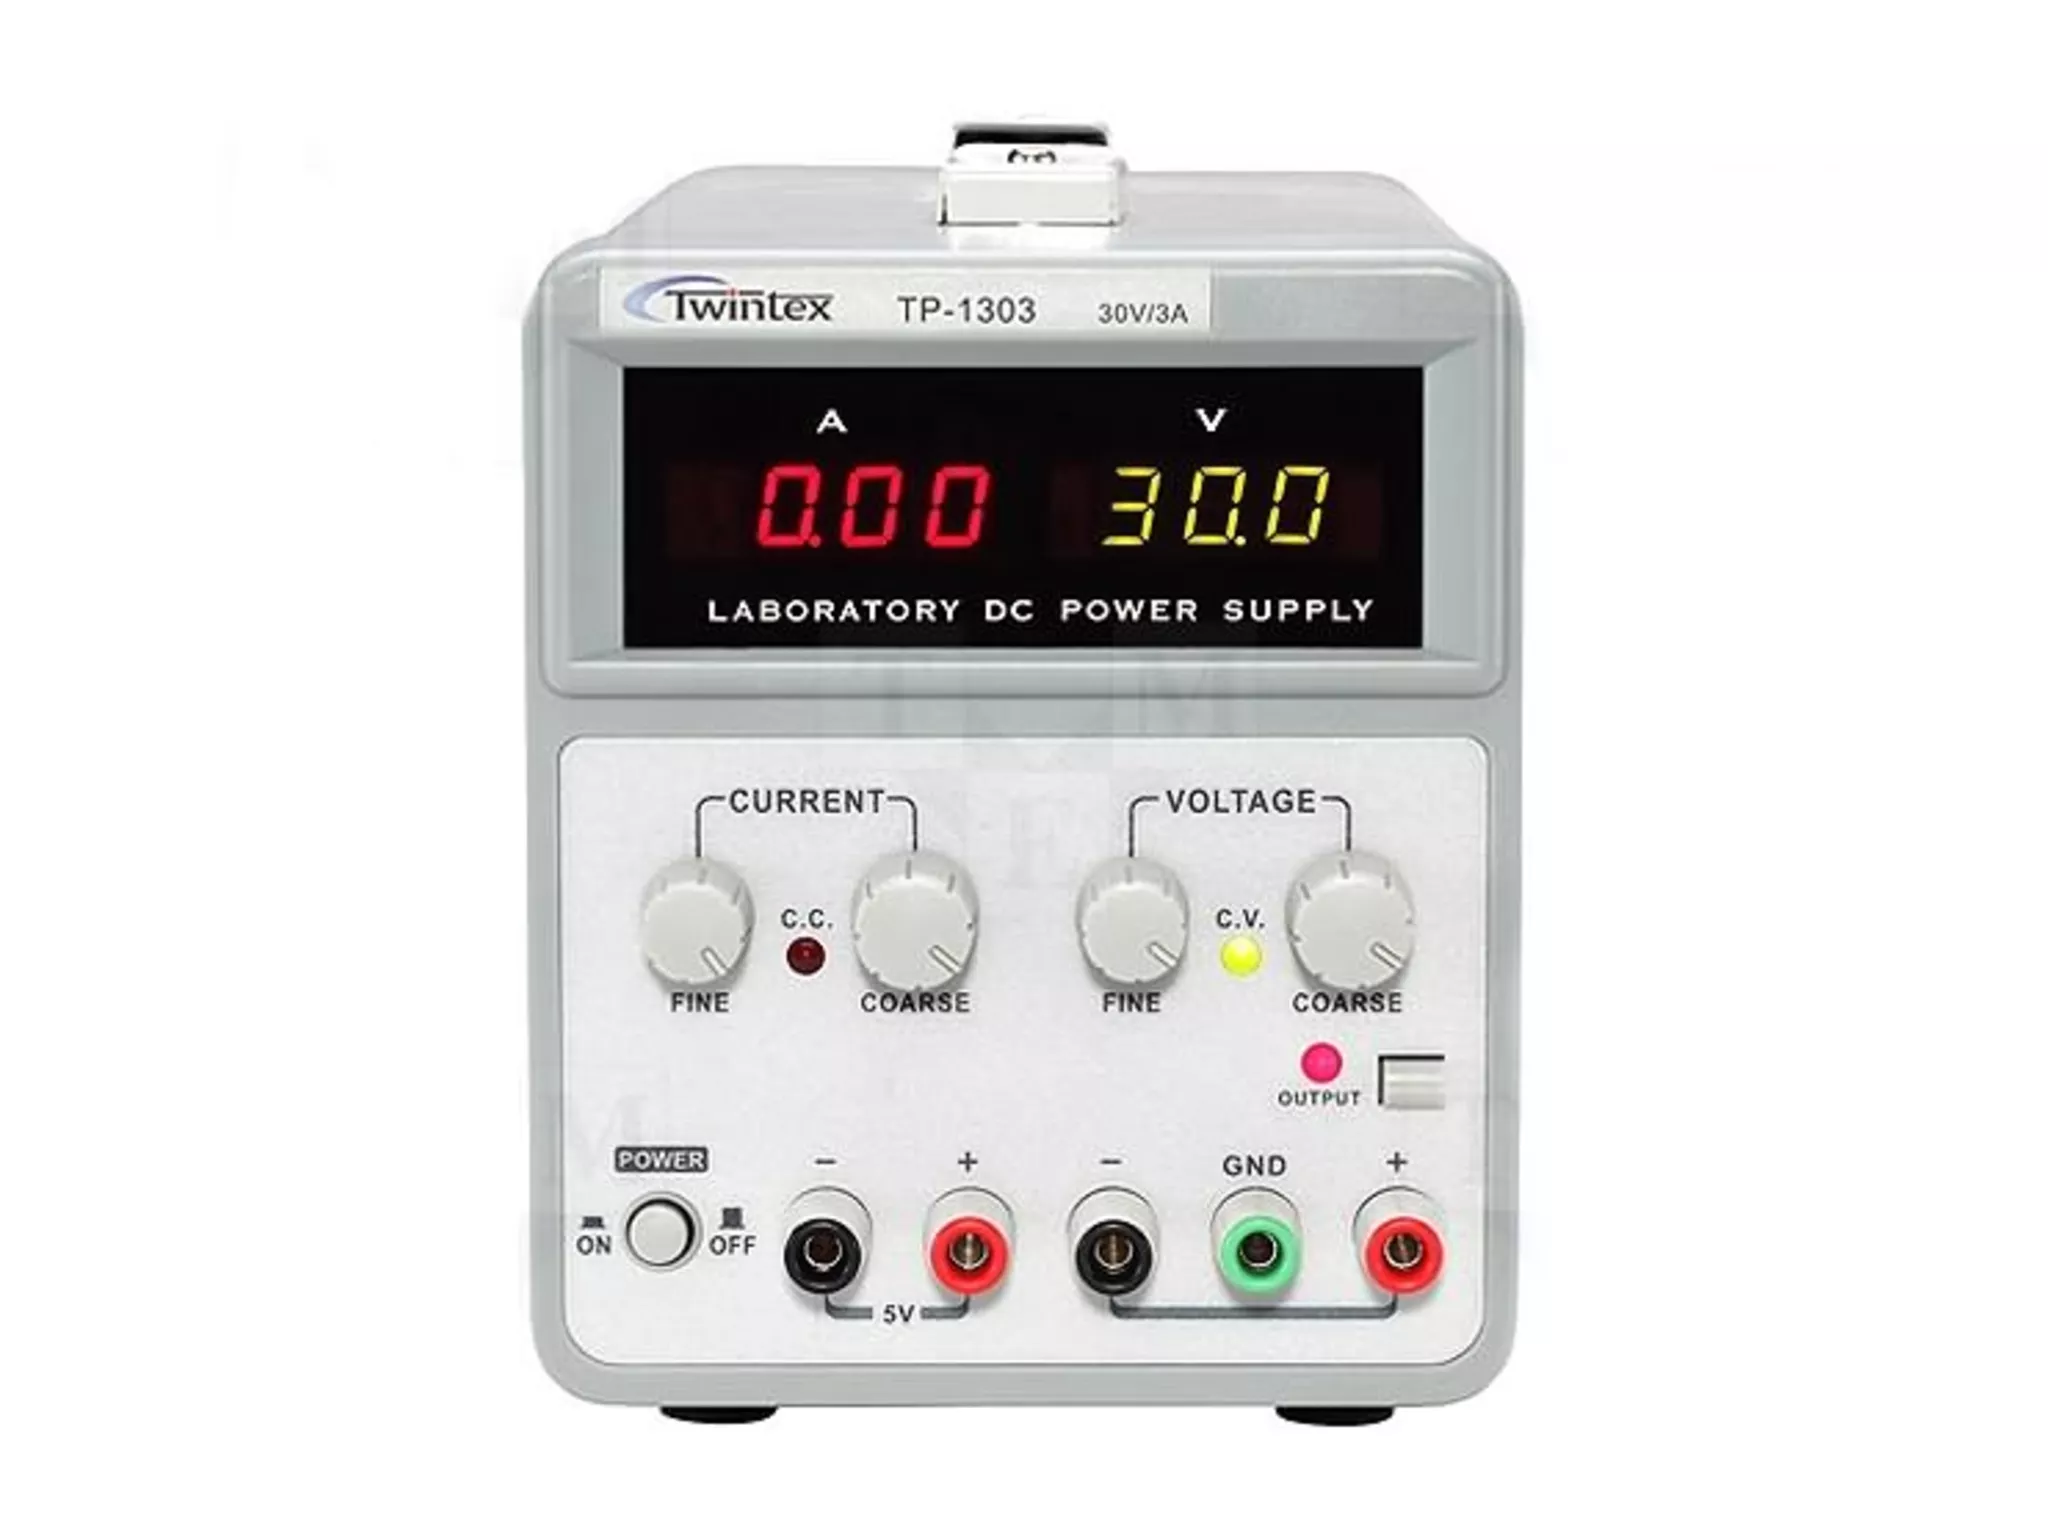 Twintex TP-1303 30V/3A
A V
0.00 30.0
LABORATORY DC POWER SUPPLY
CURRENT VOLTAGE
C.C. C.V.
FINE COARSE FINE COARSE
OUTPUT
POWER - + - GND +
ON OFF
5V